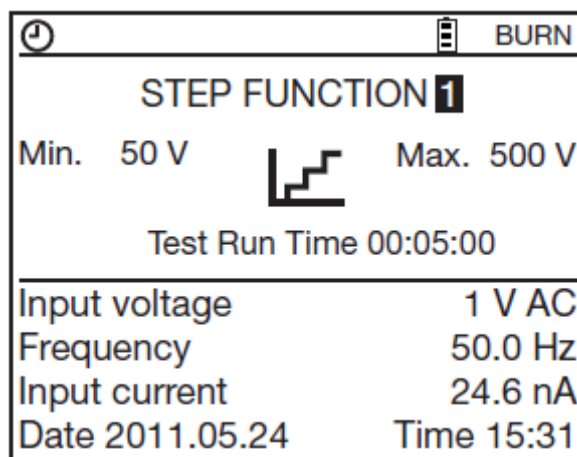 BURN
STEP FUNCTION 1
Min. 50 V Max. 500 V
Test Run Time 00:05:00
Input voltage 1 V AC
Frequency 50.0 Hz
Input current 24.6 nA
Date 2011.05.24 Time 15:31